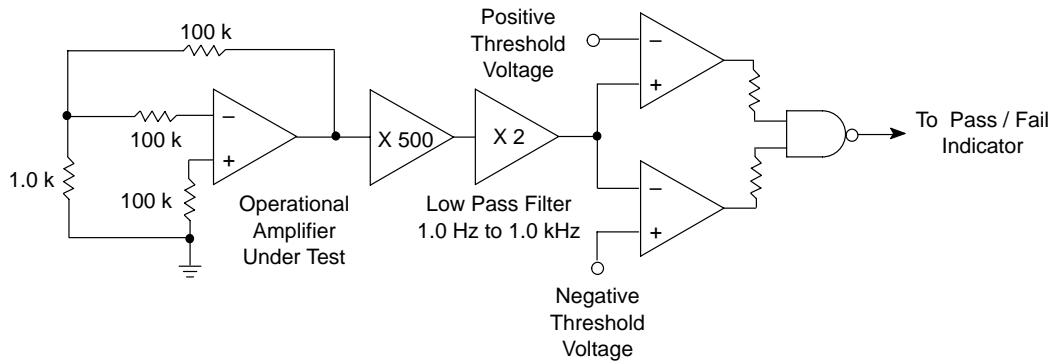 100 k
100 k
1.0 k
100 k
−
+
Operational
Amplifier
Under Test
X 500
X 2
Low Pass Filter
1.0 Hz to 1.0 kHz
Positive
Threshold
Voltage
−
+
−
+
Negative
Threshold
Voltage
To Pass / Fail
Indicator